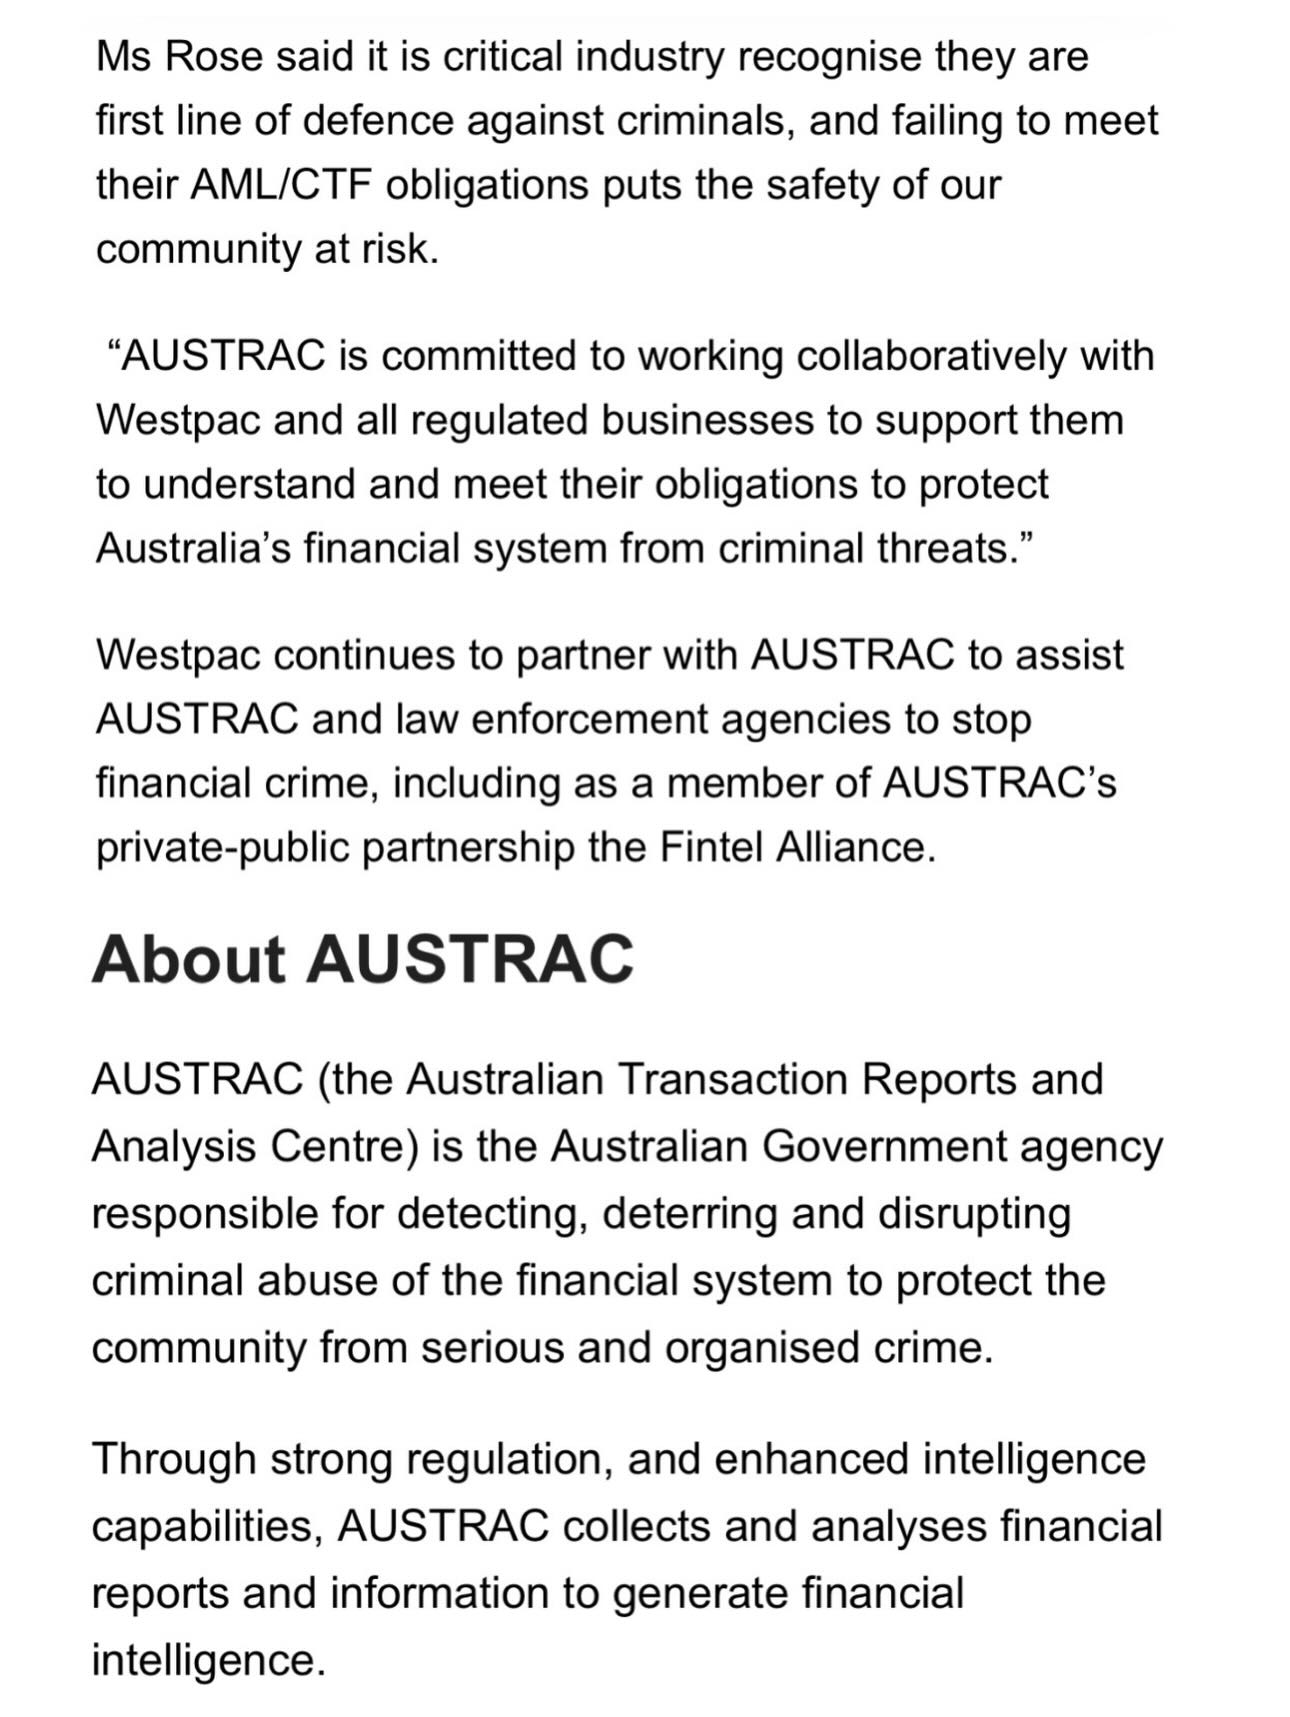 Ms Rose said it is critical industry recognise they are
first line of defence against criminals, and failing to meet
their AML/CTF obligations puts the safety of our
community at risk.
“AUSTRAC is committed to working collaboratively with
Westpac and all regulated businesses to support them
to understand and meet their obligations to protect
Australia’s financial system from criminal threats.”
Westpac continues to partner with AUSTRAC to assist
AUSTRAC and law enforcement agencies to stop
financial crime, including as a member of AUSTRAC’s
private-public partnership the Fintel Alliance.
About AUSTRAC
AUSTRAC (the Australian Transaction Reports and
Analysis Centre) is the Australian Government agency
responsible for detecting, deterring and disrupting
criminal abuse of the financial system to protect the
community from serious and organised crime.
Through strong regulation, and enhanced intelligence
capabilities, AUSTRAC collects and analyses financial
reports and information to generate financial
intelligence.